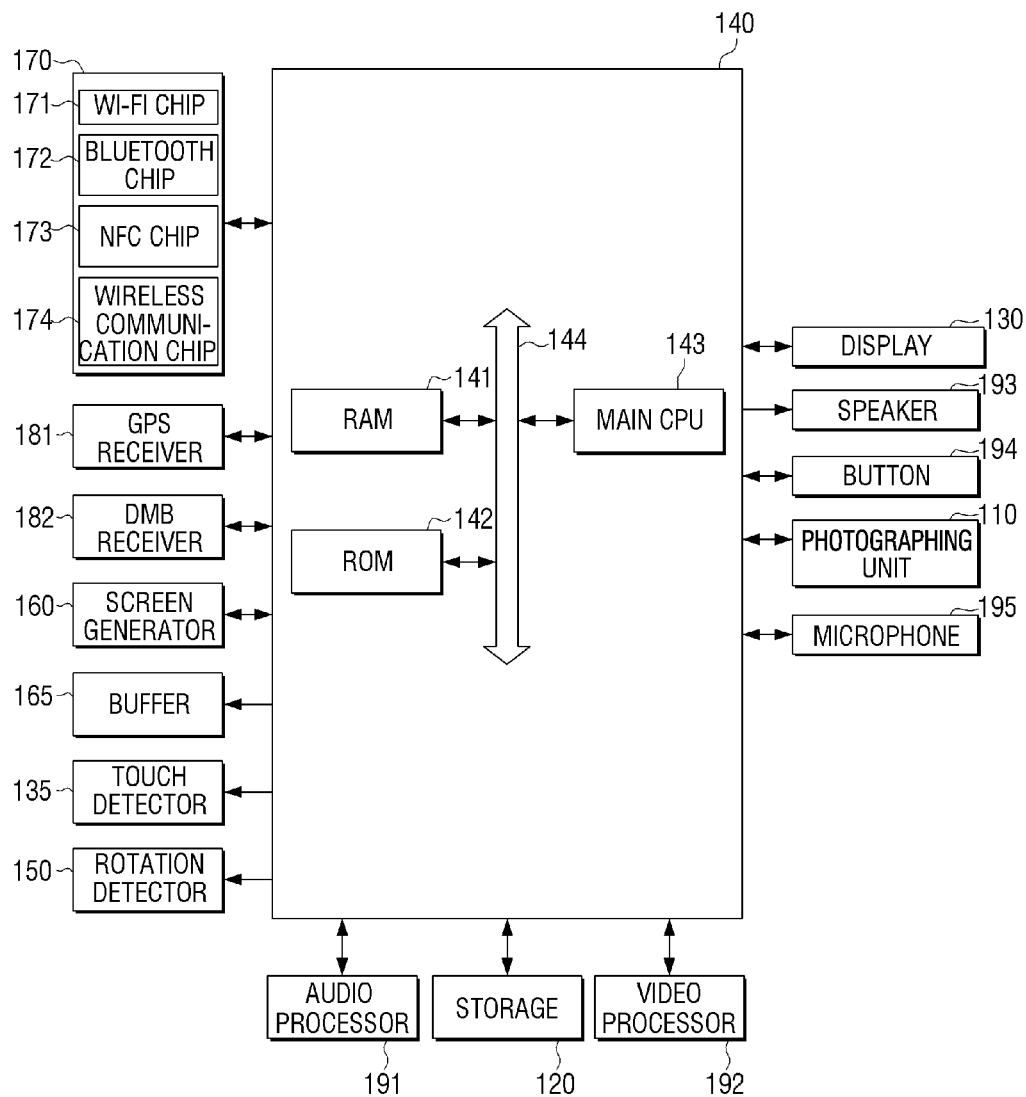 140
170
171
WI-FI CHIP
172
BLUETOOTH
CHIP
173
NFC CHIP
174
WIRELESS
COMMUNI-
CATION CHIP
144
143
130
DISPLAY
141
RAM
MAIN CPU
193
SPEAKER
181
GPS
RECEIVER
194
BUTTON
182
DMB
RECEIVER
142
ROM
110
PHOTOGRAPHING
UNIT
160
SCREEN
GENERATOR
195
MICROPHONE
165
BUFFER
135
TOUCH
DETECTOR
150
ROTATION
DETECTOR
AUDIO
PROCESSOR
STORAGE
VIDEO
PROCESSOR
191
120
192